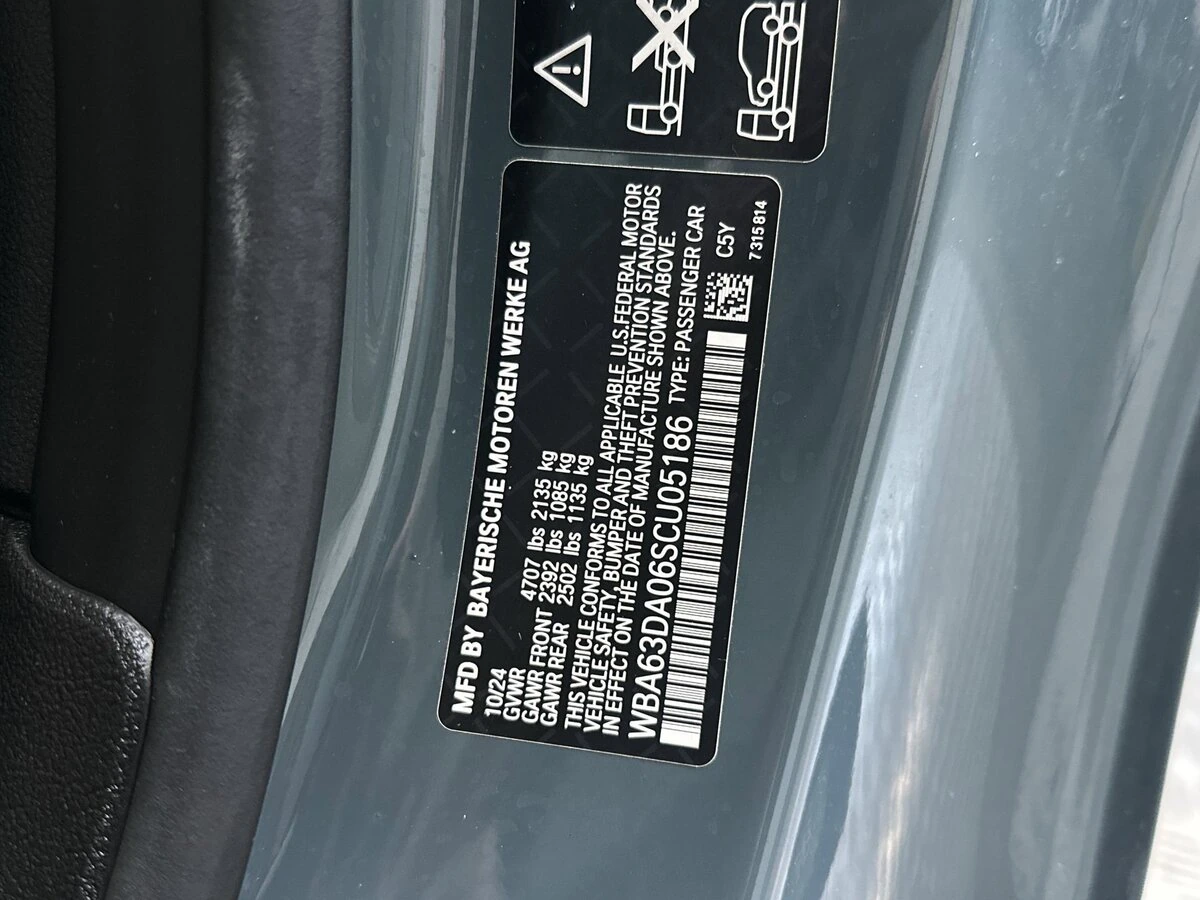 MFD BY BAYERISCHE MOTOREN WERKE AG
10/24
GVWR 4707 lbs 2135 kg
GAWR FRONT 2392 lbs 1085 kg
GAWR REAR 2502 lbs 1135 kg
THIS VEHICLE CONFORMS TO ALL APPLICABLE U.S. FEDERAL MOTOR
VEHICLE SAFETY, BUMPER AND THEFT PREVENTION STANDARDS
IN EFFECT ON THE DATE OF MANUFACTURE SHOWN ABOVE.
WBA63DA06SCU05186 TYPE: PASSENGER CAR
C5Y
7 315 814